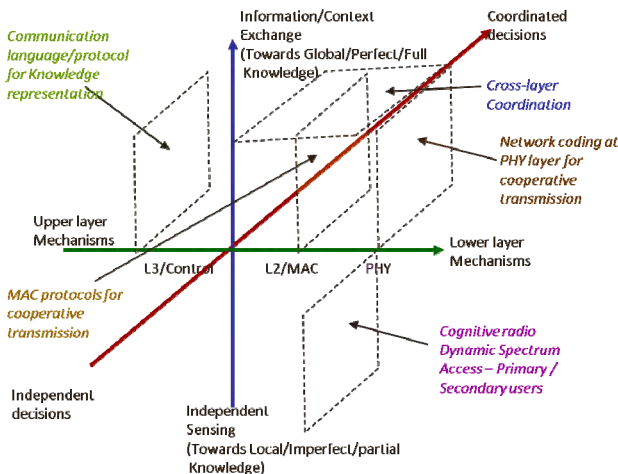 Communication
language/protocol
for Knowledge
representation
Information/Context
Exchange
(Towards Global/Perfect/Full
Knowledge)
Coordinated
decisions
Cross-layer
Coordination
Network coding at
PHY layer for
cooperative
transmission
Upper layer
Mechanisms
L3/Control
L2/MAC
PHY
Lower layer
Mechanisms
MAC protocols for
cooperative
transmission
Cognitive radio
Dynamic Spectrum
Access – Primary /
Secondary users
Independent
decisions
Independent
Sensing
(Towards Local/Imperfect/partial
Knowledge)